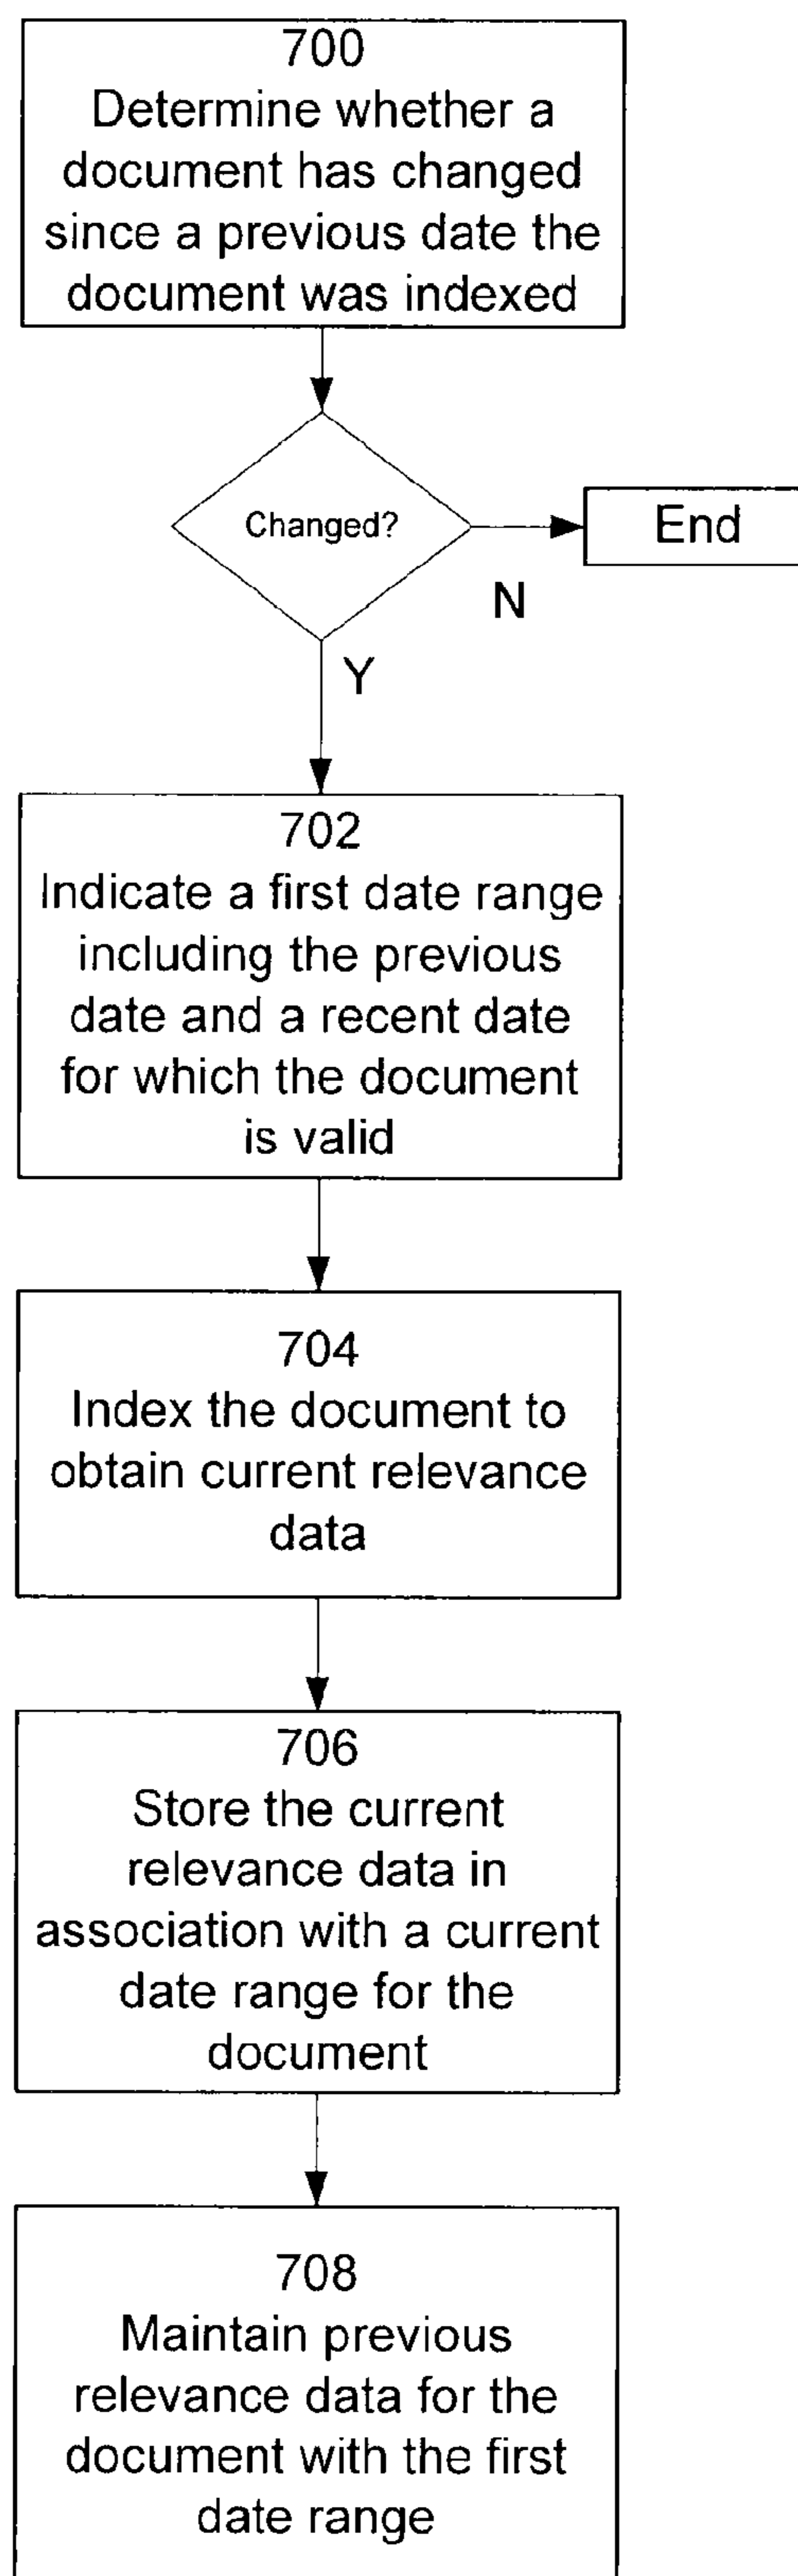 700
Determine whether a
document has changed
since a previous date the
document was indexed
Changed?
End
N
Y
702
Indicate a first date range
including the previous
date and a recent date
for which the document
is valid
704
Index the document to
obtain current relevance
data
706
Store the current
relevance data in
association with a current
date range for the
document
708
Maintain previous
relevance data for the
document with the first
date range